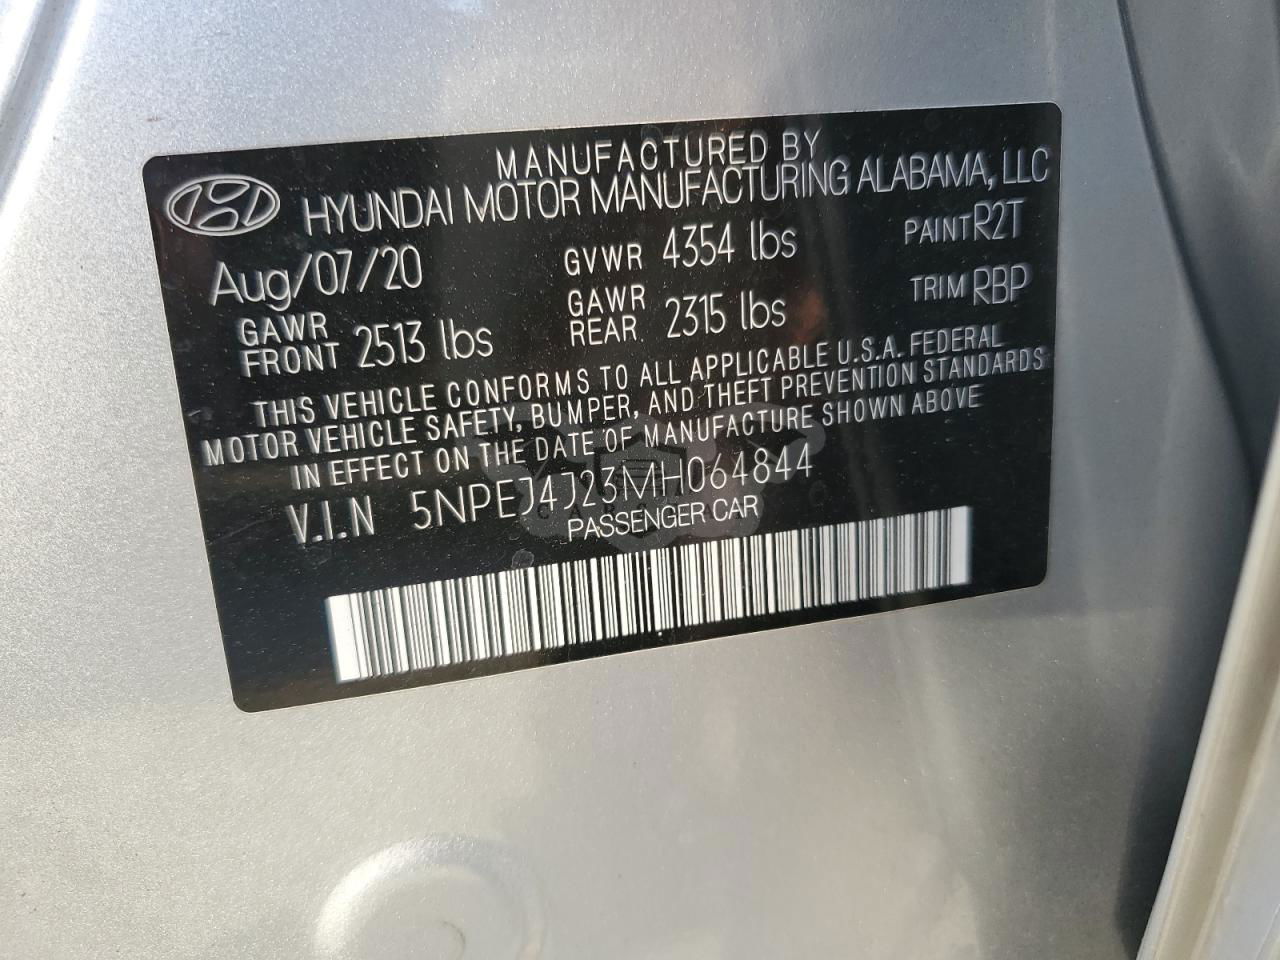 MANUFACTURED BY
HYUNDAI MOTOR MANUFACTURING ALABAMA, LLC
Aug/07/20 GVWR 4354 lbs PAINT R2T
GAWR FRONT 2513 lbs GAWR REAR 2315 lbs TRIM RBP
THIS VEHICLE CONFORMS TO ALL APPLICABLE U.S.A. FEDERAL
MOTOR VEHICLE SAFETY, BUMPER, AND THEFT PREVENTION STANDARDS
IN EFFECT ON THE DATE OF MANUFACTURE SHOWN ABOVE
V.I.N 5NPEJ4J23MH064844
PASSENGER CAR